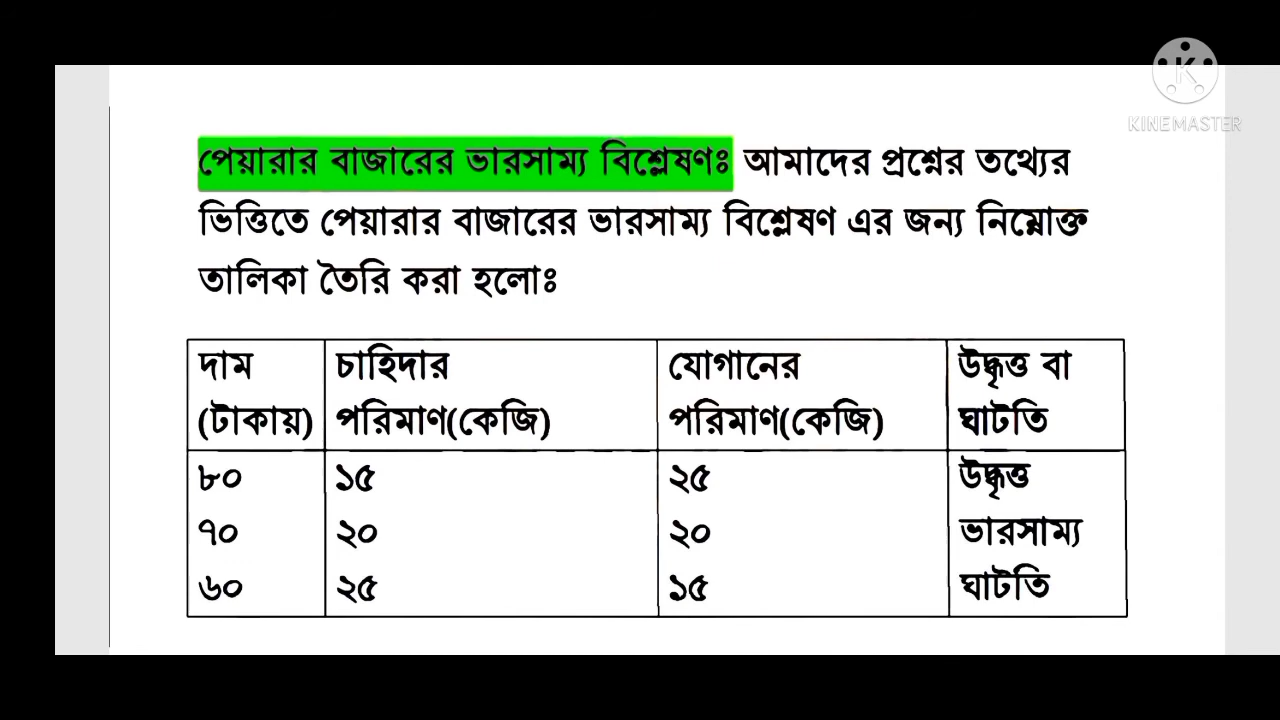 KINEMASTER
পেয়ারার বাজারের ভারসাম্য বিশ্লেষণঃ আমাদের প্রশ্নের তথ্যের
ভিত্তিতে পেয়ারার বাজারের ভারসাম্য বিশ্লেষণ এর জন্য নিম্নোক্ত
তালিকা তৈরি করা হলোঃ
দাম (টাকায়) চাহিদার পরিমাণ(কেজি) যোগানের পরিমাণ(কেজি) উদ্ধৃত্ত বা ঘাটতি
৮০ ১৫ ২৫ উদ্ধৃত্ত
৭০ ২০ ২০ ভারসাম্য
৬০ ২৫ ১৫ ঘাটতি